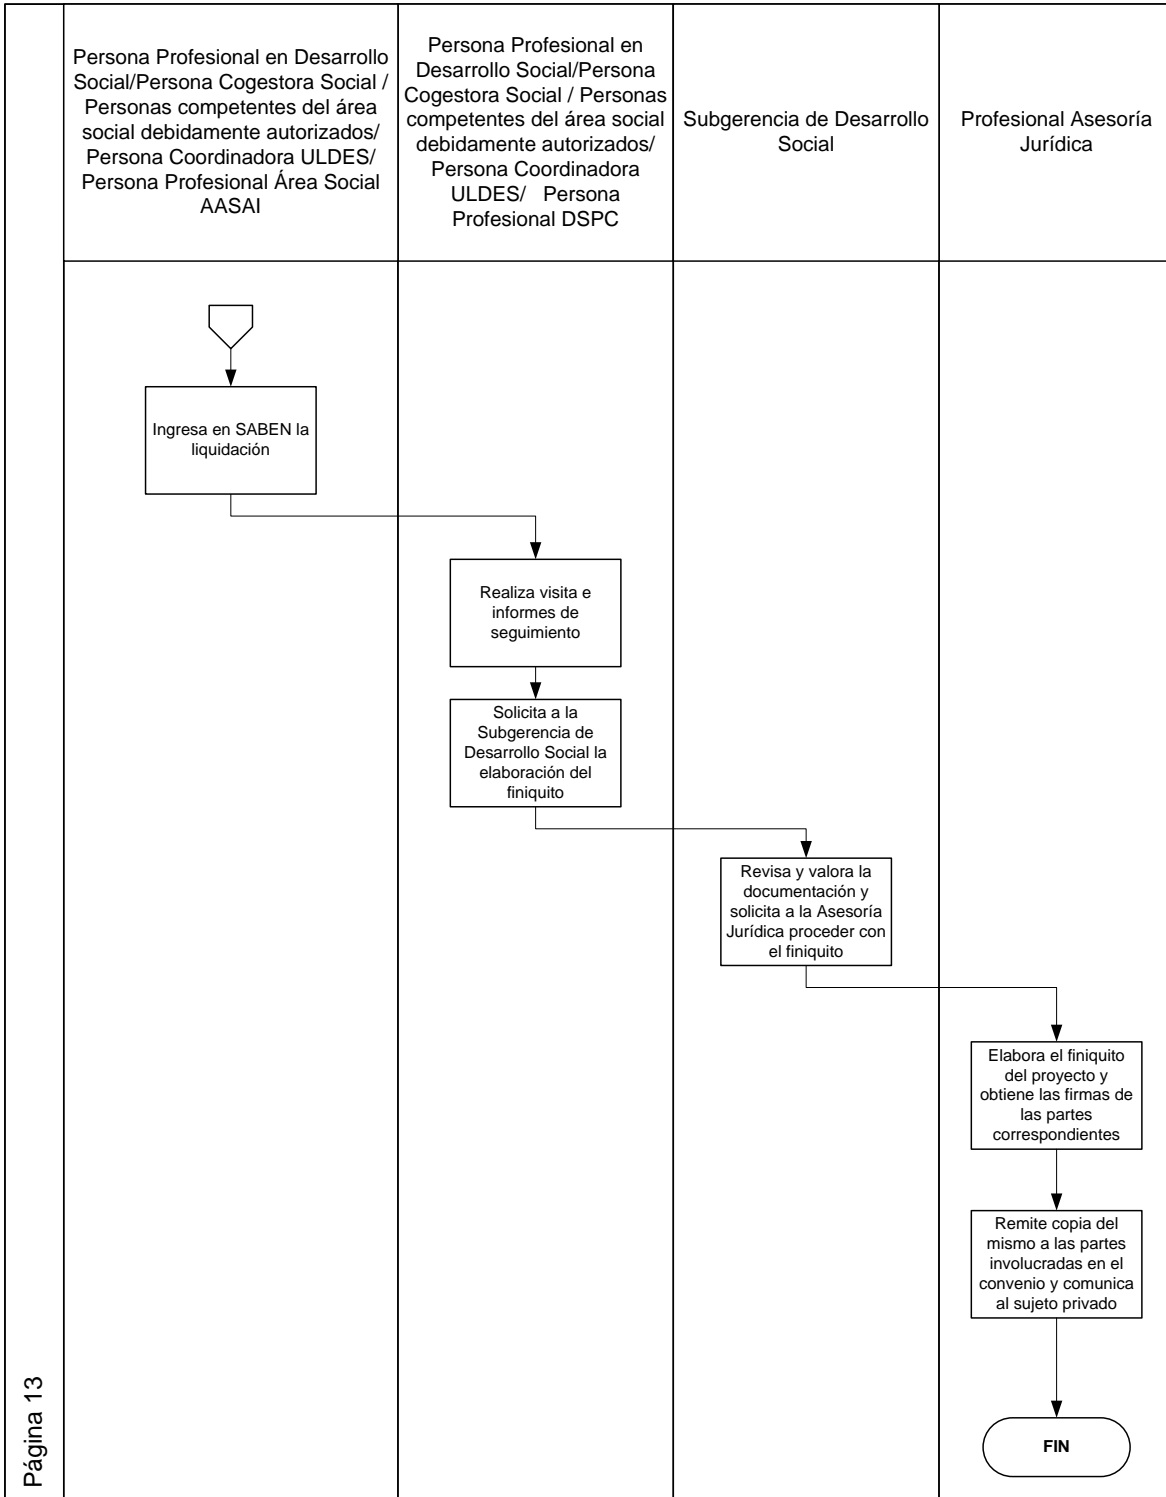 Persona Profesional en Desarrollo
Social/Persona Cogestora Social /
Personas competentes del área
social debidamente autorizados/
Persona Coordinadora ULDES/
Persona Profesional Área Social
AASAI
Persona Profesional en
Desarrollo Social/Persona
Cogestora Social / Personas
competentes del área social
debidamente autorizados/
Persona Coordinadora
ULDES/ Persona
Profesional DSPC
Subgerencia de Desarrollo
Social
Profesional Asesoría
Jurídica
Ingresa en SABEN la
liquidación
Realiza visita e
informes de
seguimiento
Solicita a la
Subgerencia de
Desarrollo Social la
elaboración del
finiquito
Revisa y valora la
documentación y
solicita a la Asesoría
Jurídica proceder con
el finiquito
Elabora el finiquito
del proyecto y
obtiene las firmas de
las partes
correspondientes
Remite copia del
mismo a las partes
involucradas en el
convenio y comunica
al sujeto privado
FIN
Página 13